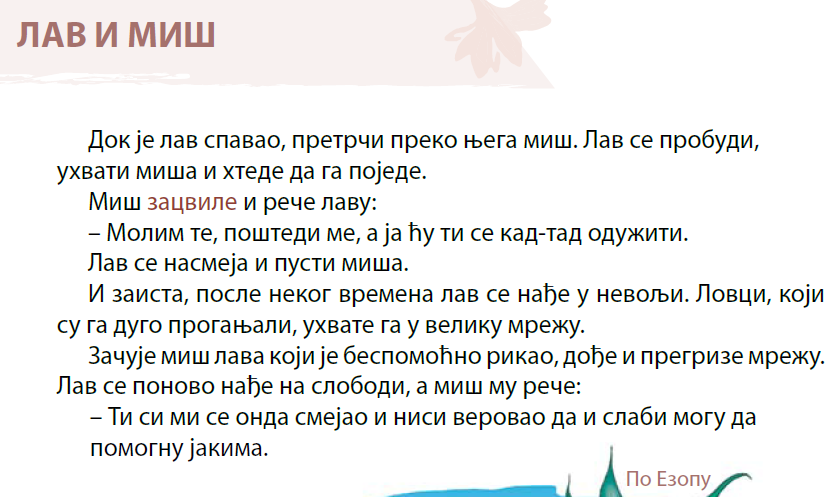 ЛАВ И МИШ
Док је лав спавао, претрчи преко њега миш. Лав се пробуди,
ухвати миша и хтеде да га поједе.
Миш зацвиле и рече лаву:
– Молим те, поштеди ме, а ја ћу ти се кад-тад одужити.
Лав се насмеја и пусти миша.
И заиста, после неког времена лав се нађе у невољи. Ловци, који
су га дуго прогањали, ухвате га у велику мрежу.
Зачује миш лава који је беспомоћно рикао, дође и прегризе мрежу.
Лав се поново нађе на слободи, а миш му рече:
– Ти си ми се онда смејао и ниси веровао да и слаби могу да
помогну јакима.
По Езопу